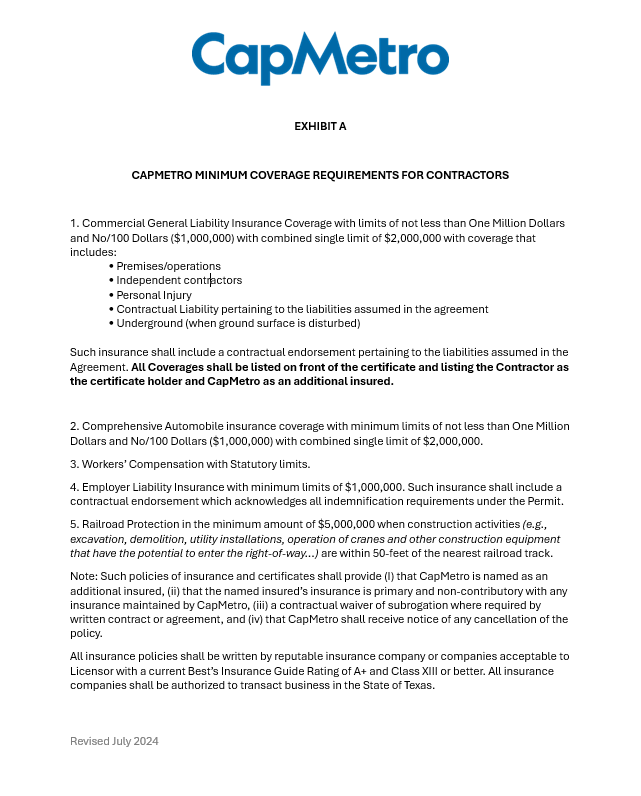 CapMetro
EXHIBIT A
CAPMETRO MINIMUM COVERAGE REQUIREMENTS FOR CONTRACTORS
1. Commercial General Liability Insurance Coverage with limits of not less than One Million Dollars
and No/100 Dollars ($1,000,000) with combined single limit of $2,000,000 with coverage that
includes:
• Premises/operations
• Independent contractors
• Personal Injury
• Contractual Liability pertaining to the liabilities assumed in the agreement
• Underground (when ground surface is disturbed)
Such insurance shall include a contractual endorsement pertaining to the liabilities assumed in the
Agreement. All Coverages shall be listed on front of the certificate and listing the Contractor as
the certificate holder and CapMetro as an additional insured.
2. Comprehensive Automobile insurance coverage with minimum limits of not less than One Million
Dollars and No/100 Dollars ($1,000,000) with combined single limit of $2,000,000.
3. Workers' Compensation with Statutory limits.
4. Employer Liability Insurance with minimum limits of $1,000,000. Such insurance shall include a
contractual endorsement which acknowledges all indemnification requirements under the Permit.
5. Railroad Protection in the minimum amount of $5,000,000 when construction activities (e.g.,
excavation, demolition, utility installations, operation of cranes and other construction equipment
that have the potential to enter the right-of-way...) are within 50-feet of the nearest railroad track.
Note: Such policies of insurance and certificates shall provide (I) that CapMetro is named as an
additional insured, (ii) that the named insured's insurance is primary and non-contributory with any
insurance maintained by CapMetro, (iii) a contractual waiver of subrogation where required by
written contract or agreement, and (iv) that CapMetro shall receive notice of any cancellation of the
policy.
All insurance policies shall be written by reputable insurance company or companies acceptable to
Licensor with a current Best's Insurance Guide Rating of A+ and Class XIII or better. All insurance
companies shall be authorized to transact business in the State of Texas.
Revised July 2024